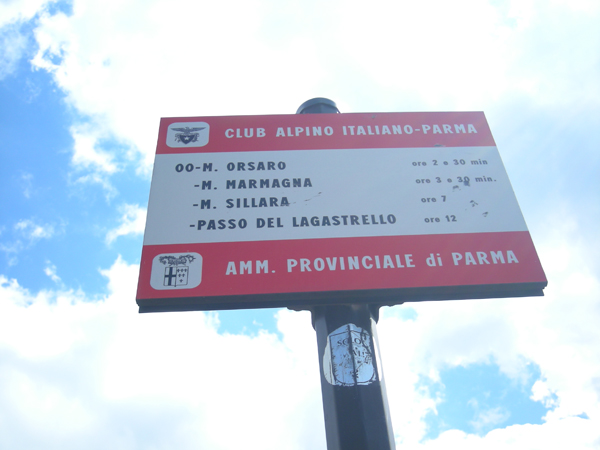 CLUB ALPINO ITALIANO-PARMA
OO-M. ORSARO ore 2 e 30 min
-M. MARMAGNA ore 3 e 30 min.
-M. SILLARA ore 7
-PASSO DEL LAGASTRELLO ore 12
AMM. PROVINCIALE di PARMA